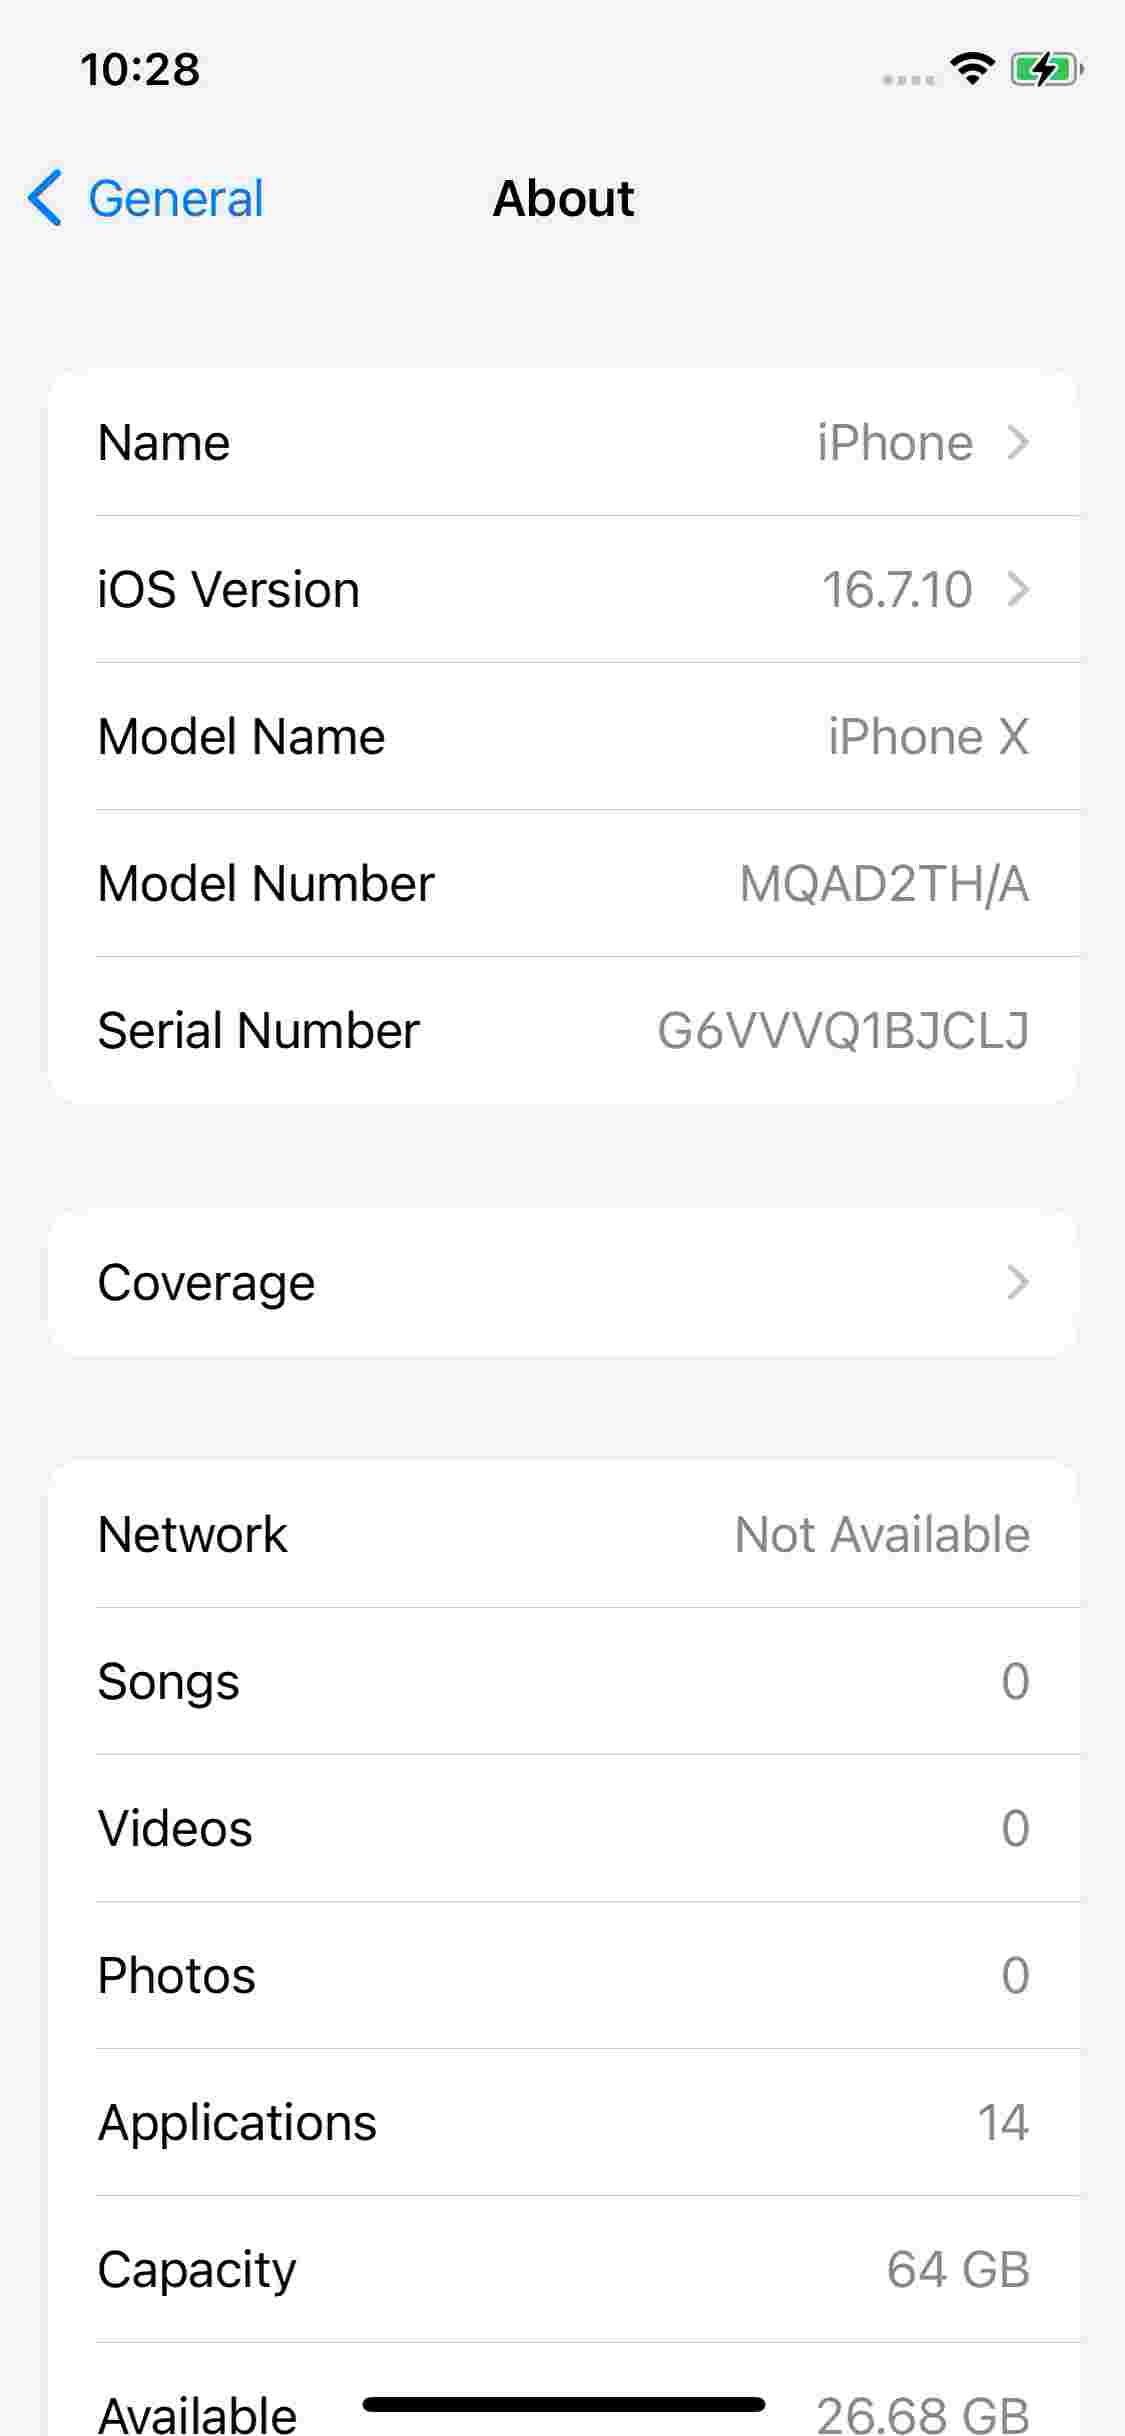 10:28
General
About
Name
iPhone
iOS Version
16.7.10
Model Name
iPhone X
Model Number
MQAD2TH/A
Serial Number
G6VVVQ1BJCLJ
Coverage
Network
Not Available
Songs
0
Videos
0
Photos
0
Applications
14
Capacity
64 GB
Available
26.68 GB